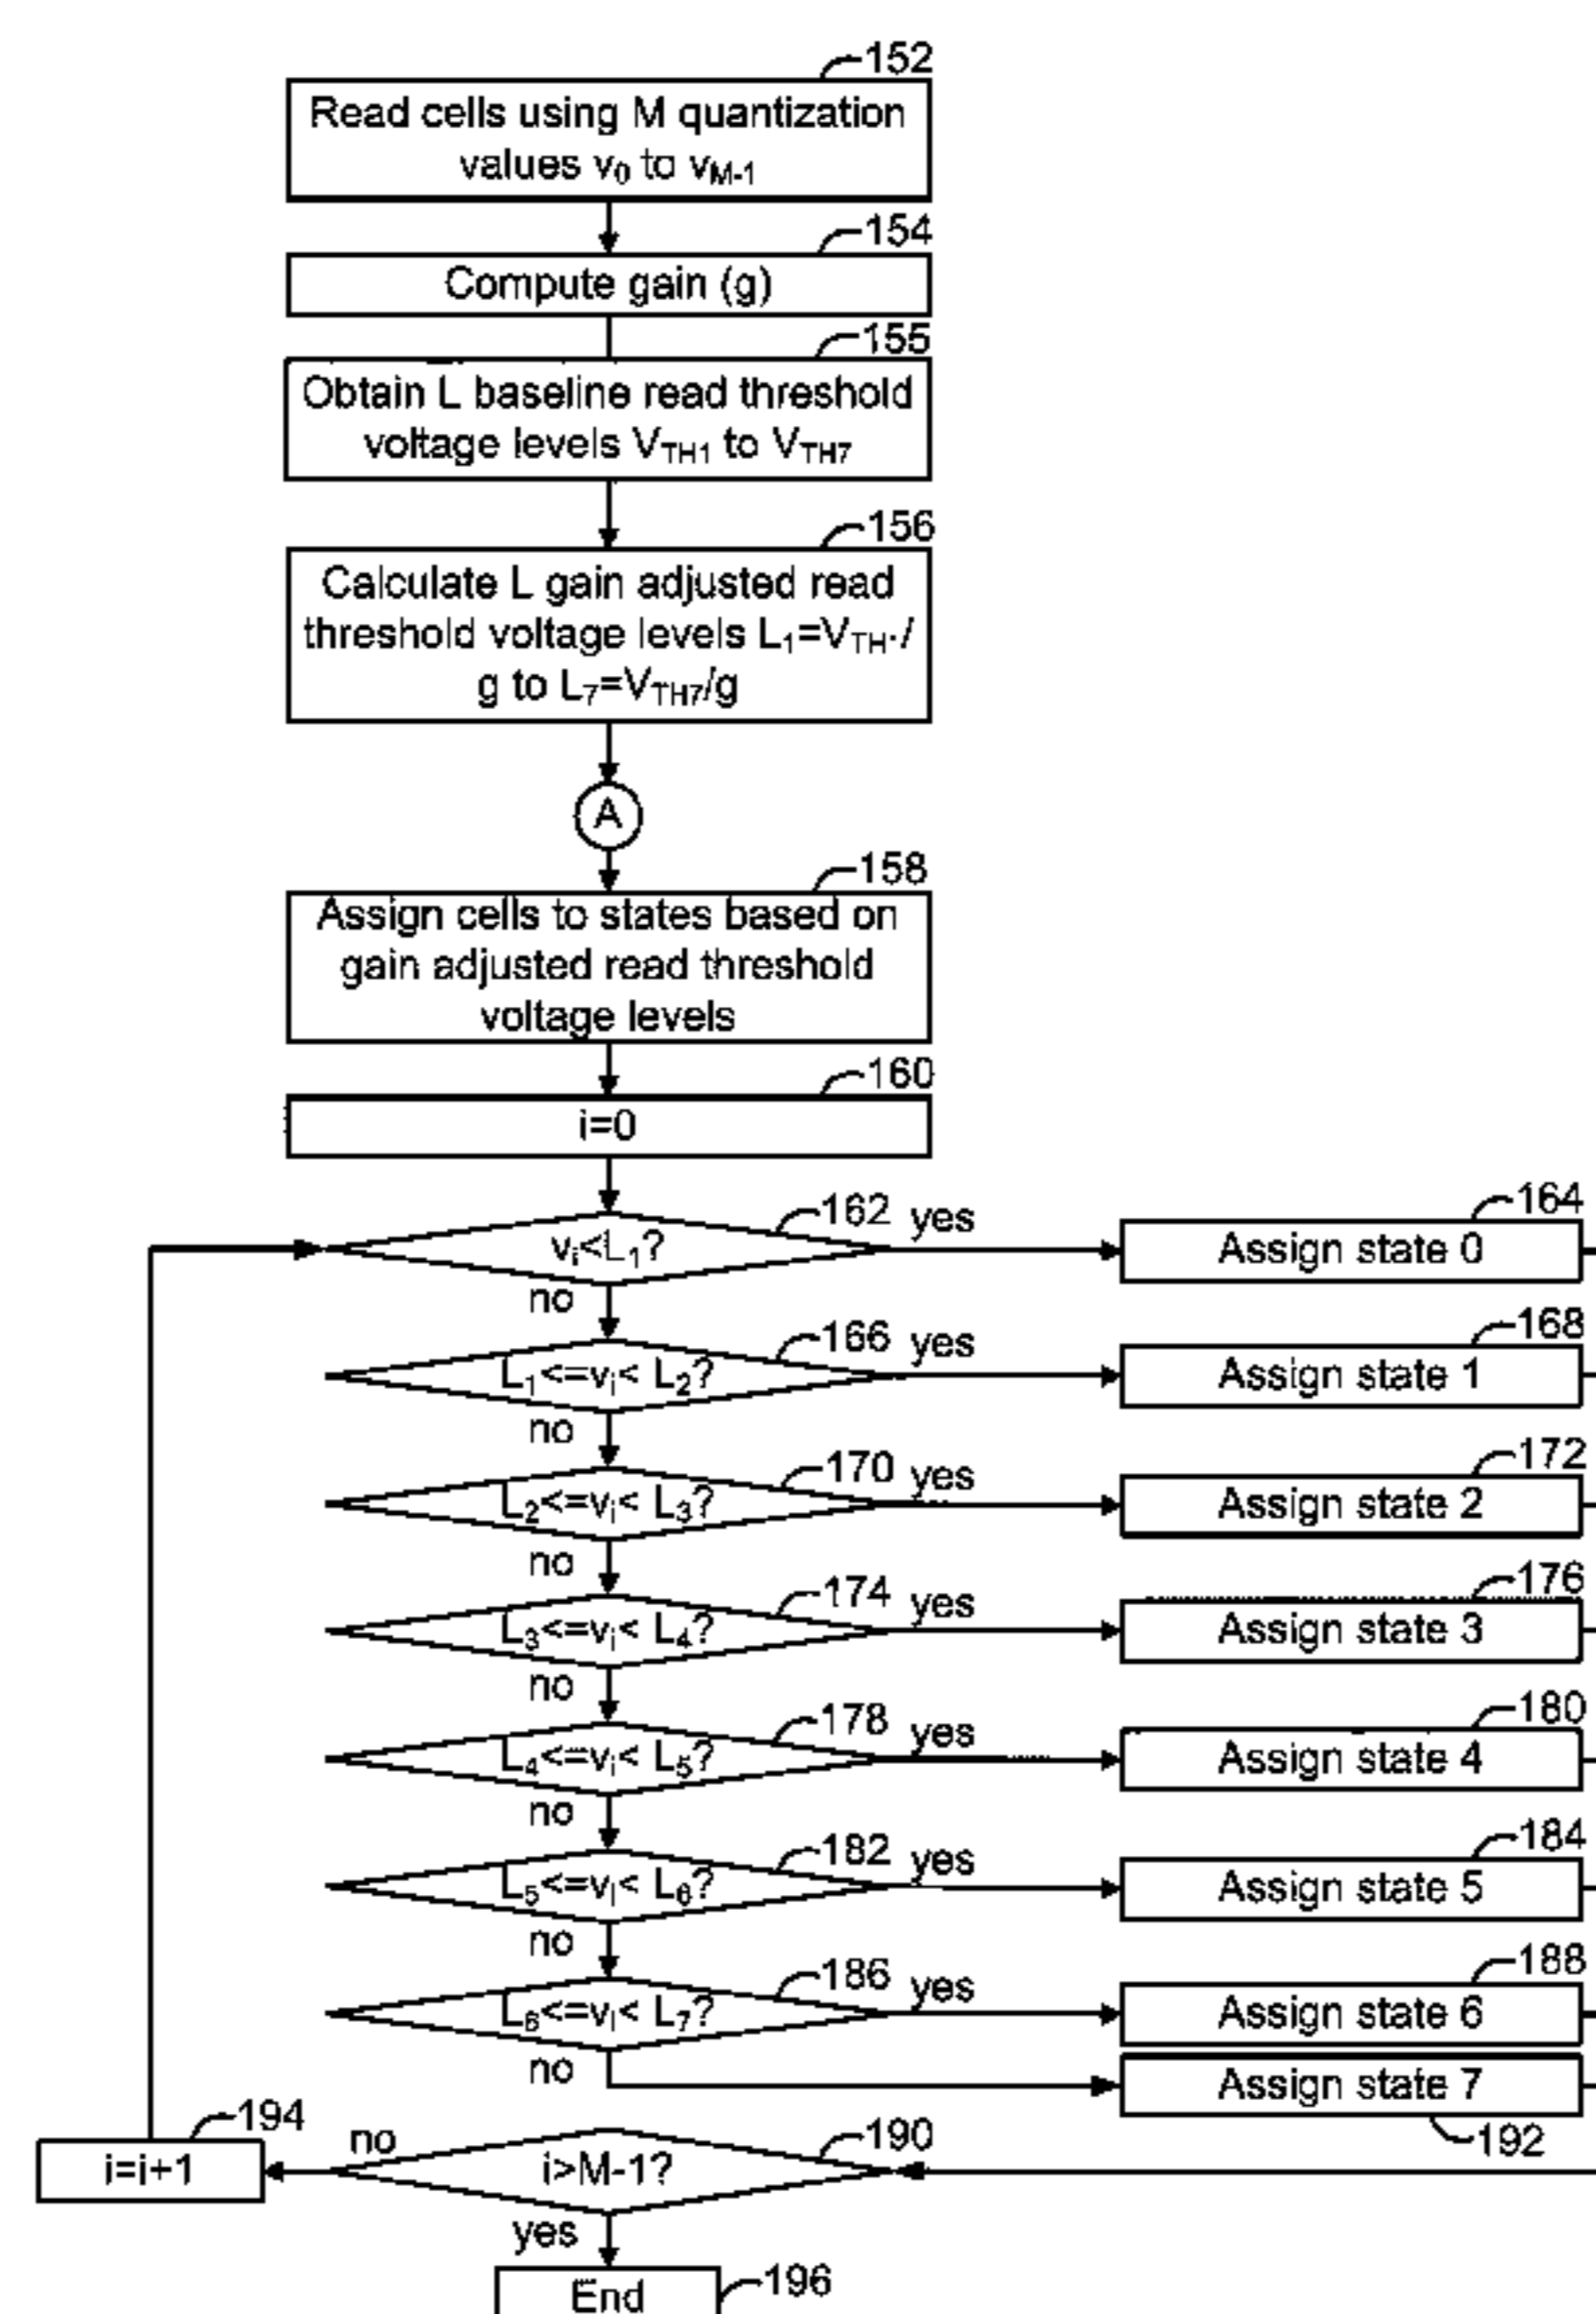 152
Read cells using M quantization
values v₀ to v_M-1
154
Compute gain (g)
155
Obtain L baseline read threshold
voltage levels V_TH1 to V_TH7
156
Calculate L gain adjusted read
threshold voltage levels L₁=V_TH·/
g to L₇=V_TH7/g
A
158
Assign cells to states based on
gain adjusted read threshold
voltage levels
160
i=0
162 yes
164
vᵢ<L₁?
Assign state 0
no
166 yes
168
L₁<=vᵢ< L₂?
Assign state 1
no
170 yes
172
L₂<=vᵢ< L₃?
Assign state 2
no
174 yes
176
L₃<=vᵢ< L₄?
Assign state 3
no
178 yes
180
L₄<=vᵢ< L₅?
Assign state 4
no
182 yes
184
L₅<=vᵢ< L₆?
Assign state 5
no
186 yes
188
L₆<=vᵢ< L₇?
Assign state 6
no
Assign state 7
192
194
no
190
i=i+1
i>M-1?
yes
End
196